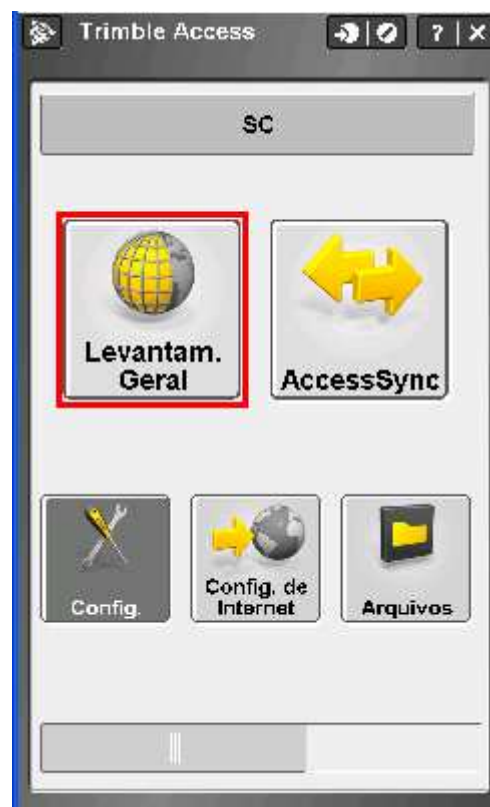 Trimble Access
? X
SC
Levantam.
Geral
AccessSync
Config.
Config. de
Internet
Arquivos